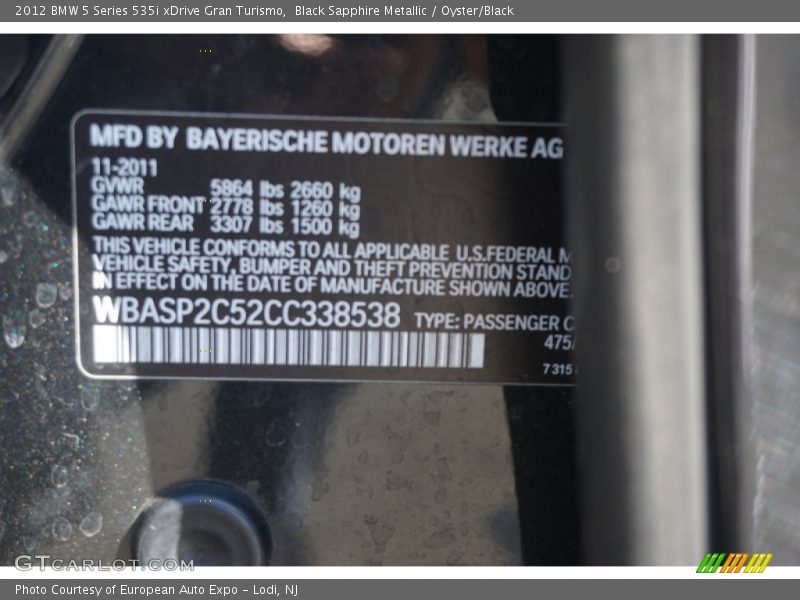 2012 BMW 5 Series 535i xDrive Gran Turismo,  Black Sapphire Metallic / Oyster/Black
MFD BY BAYERISCHE MOTOREN WERKE AG
11-2011
GVWR 5864 lbs 2660 kg
GAWR FRONT 2778 lbs 1260 kg
GAWR REAR 3307 lbs 1500 kg
THIS VEHICLE CONFORMS TO ALL APPLICABLE U.S.FEDERAL M
VEHICLE SAFETY, BUMPER AND THEFT PREVENTION STAND
IN EFFECT ON THE DATE OF MANUFACTURE SHOWN ABOVE.
WBASP2C52CC338538 TYPE: PASSENGER C
475/
7 315
GTCARLOT.COM
Photo Courtesy of European Auto Expo - Lodi, NJ